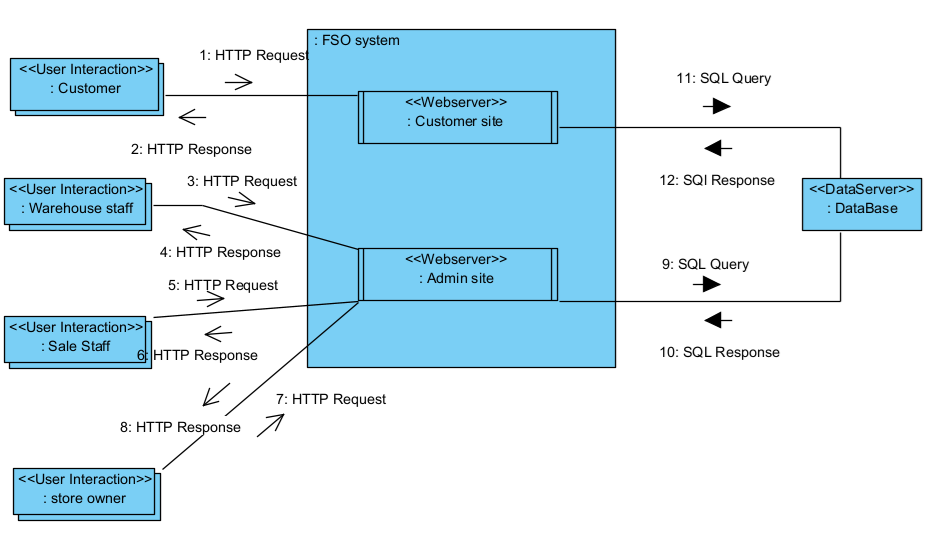 : FSO system
1: HTTP Request
<<User Interaction>>
: Customer
2: HTTP Response
<<Webserver>>
: Customer site
11: SQL Query
12: SQl Response
3: HTTP Request
<<User Interaction>>
: Warehouse staff
4: HTTP Response
<<DataServer>>
: DataBase
<<Webserver>>
: Admin site
9: SQL Query
10: SQL Response
5: HTTP Request
<<User Interaction>>
: Sale Staff
6: HTTP Response
7: HTTP Request
8: HTTP Response
<<User Interaction>>
: store owner